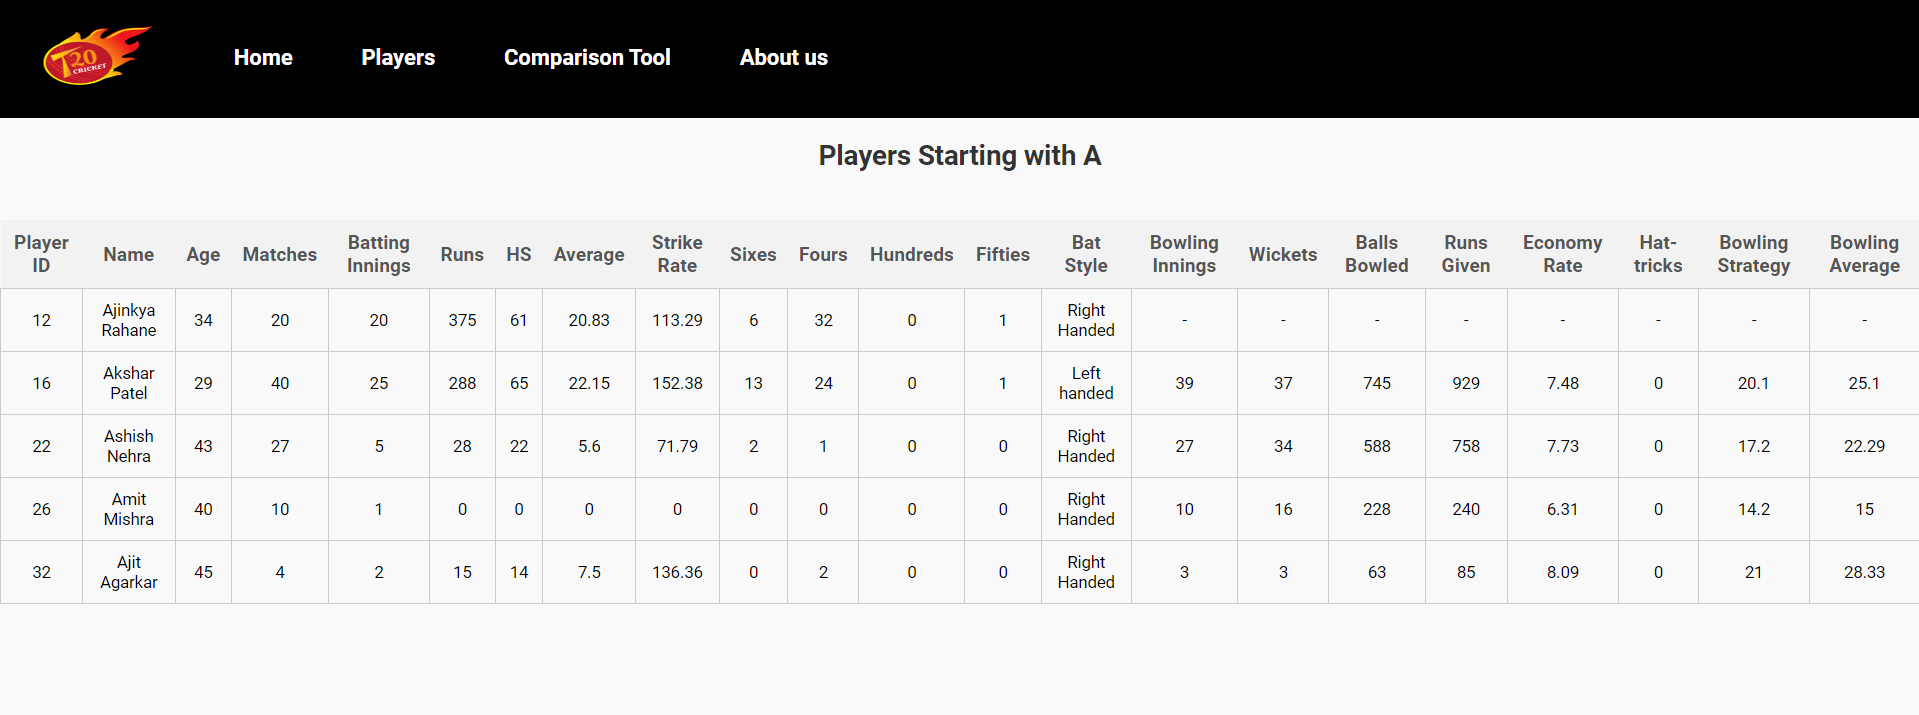 T20
CRICKET
Home Players Comparison Tool About us
Players Starting with A
Player ID Name Age Matches Batting Innings Runs HS Average Strike Rate Sixes Fours Hundreds Fifties Bat Style Bowling Innings Wickets Balls Bowled Runs Given Economy Rate Hat-tricks Bowling Strategy Bowling Average
12 Ajinkya Rahane 34 20 20 375 61 20.83 113.29 6 32 0 1 Right Handed - - - - - - - -
16 Akshar Patel 29 40 25 288 65 22.15 152.38 13 24 0 1 Left handed 39 37 745 929 7.48 0 20.1 25.1
22 Ashish Nehra 43 27 5 28 22 5.6 71.79 2 1 0 0 Right Handed 27 34 588 758 7.73 0 17.2 22.29
26 Amit Mishra 40 10 1 0 0 0 0 0 0 0 0 Right Handed 10 16 228 240 6.31 0 14.2 15
32 Ajit Agarkar 45 4 2 15 14 7.5 136.36 0 2 0 0 Right Handed 3 3 63 85 8.09 0 21 28.33